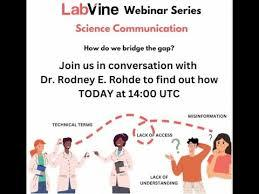 LabVine Webinar Series
Science Communication
How do we bridge the gap?
Join us in conversation with
Dr. Rodney E. Rohde to find out how
TODAY at 14:00 UTC
MISINFORMATION
TECHNICAL TERMS
LACK OF ACCESS
LACK OF
UNDERSTANDING